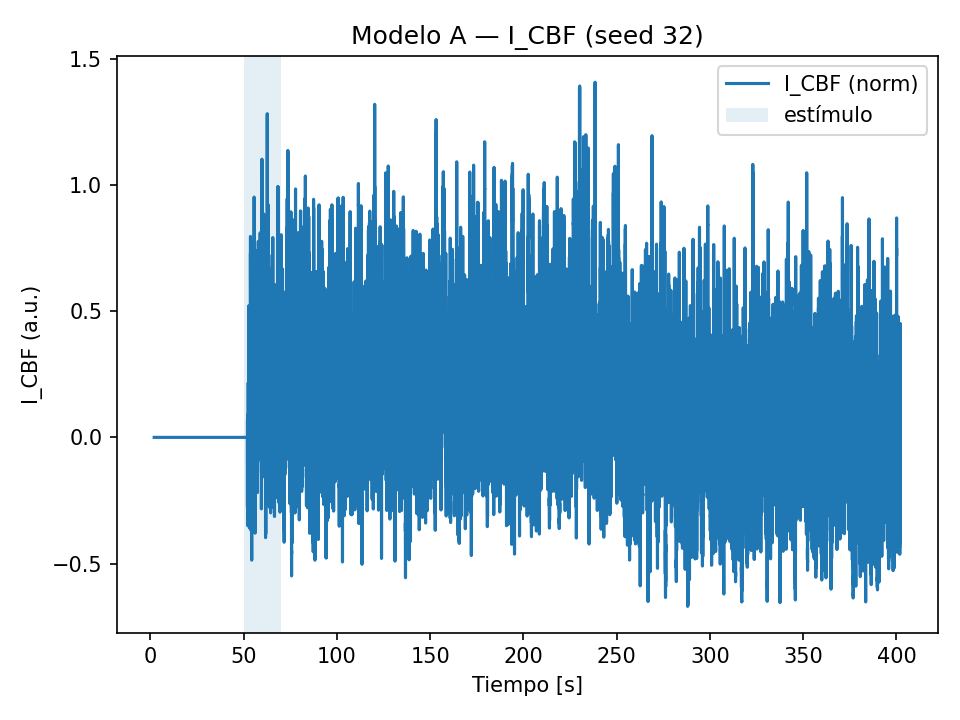 Modelo A — I_CBF (seed 32)
I_CBF (norm)
estímulo
I_CBF (a.u.)
1.5
1.0
0.5
0.0
−0.5
0 50 100 150 200 250 300 350 400
Tiempo [s]